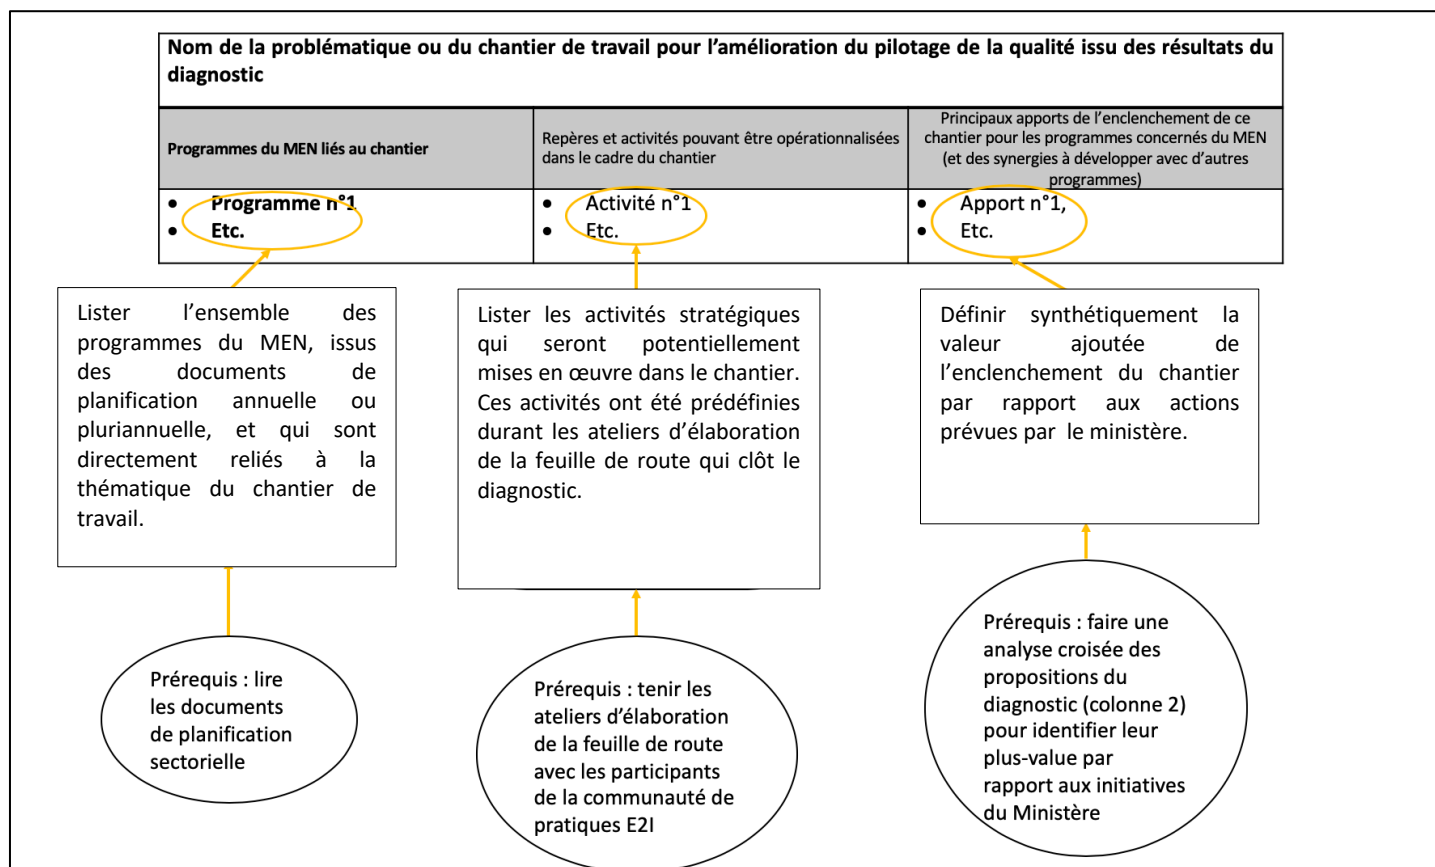 Nom de la problématique ou du chantier de travail pour l’amélioration du pilotage de la qualité issu des résultats du
diagnostic
Programmes du MEN liés au chantier
Repères et activités pouvant être opérationnalisées
dans le cadre du chantier
Principaux apports de l’enclenchement de ce
chantier pour les programmes concernés du MEN
(et des synergies à développer avec d’autres
programmes)
• Programme n°1
• Etc.
• Activité n°1
• Etc.
• Apport n°1,
• Etc.
Lister l’ensemble des
programmes du MEN, issus
des documents de
planification annuelle ou
pluriannuelle, et qui sont
directement reliés à la
thématique du chantier de
travail.
Lister les activités stratégiques
qui seront potentiellement
mises en œuvre dans le chantier.
Ces activités ont été prédéfinies
durant les ateliers d’élaboration
de la feuille de route qui clôt le
diagnostic.
Définir synthétiquement la
valeur ajoutée de
l’enclenchement du chantier
par rapport aux actions
prévues par le ministère.
Prérequis : lire
les documents
de planification
sectorielle
Prérequis : tenir les
ateliers d’élaboration
de la feuille de route
avec les participants
de la communauté de
pratiques E2I
Prérequis : faire une
analyse croisée des
propositions du
diagnostic (colonne 2)
pour identifier leur
plus-value par
rapport aux initiatives
du Ministère